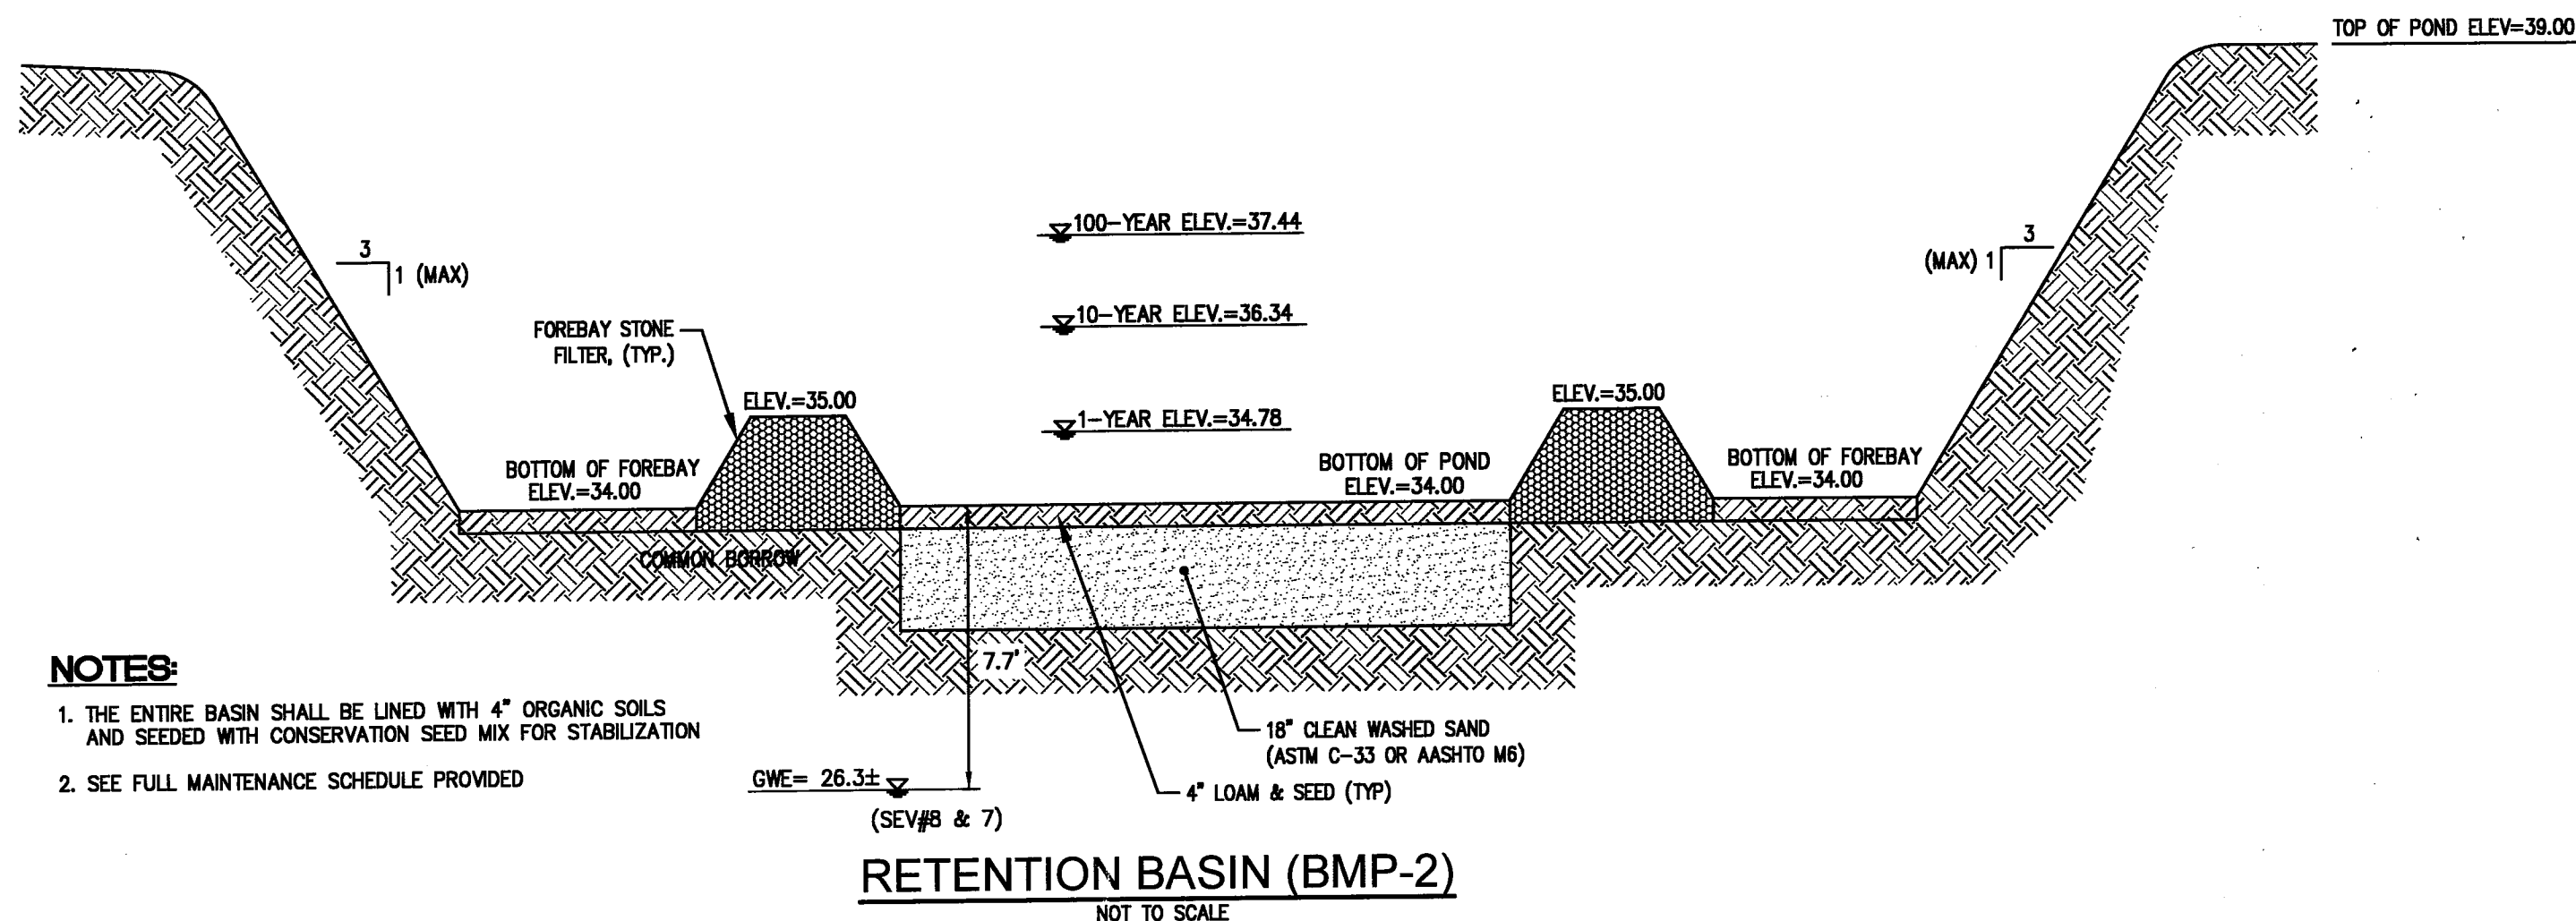 TOP OF POND ELEV=39.00
100-YEAR ELEV.=37.44
3
1 (MAX)
3
(MAX) 1
10-YEAR ELEV.=36.34
FOREBAY STONE
FILTER, (TYP.)
ELEV.=35.00
ELEV.=35.00
1-YEAR ELEV.=34.78
BOTTOM OF FOREBAY
ELEV.=34.00
BOTTOM OF POND
ELEV.=34.00
BOTTOM OF FOREBAY
ELEV.=34.00
COMMON BORROW
7.7'
NOTES:
1. THE ENTIRE BASIN SHALL BE LINED WITH 4" ORGANIC SOILS
AND SEEDED WITH CONSERVATION SEED MIX FOR STABILIZATION
2. SEE FULL MAINTENANCE SCHEDULE PROVIDED
18" CLEAN WASHED SAND
(ASTM C-33 OR AASHTO M6)
4" LOAM & SEED (TYP)
GWE= 26.3±
(SEV#8 & 7)
RETENTION BASIN (BMP-2)
NOT TO SCALE